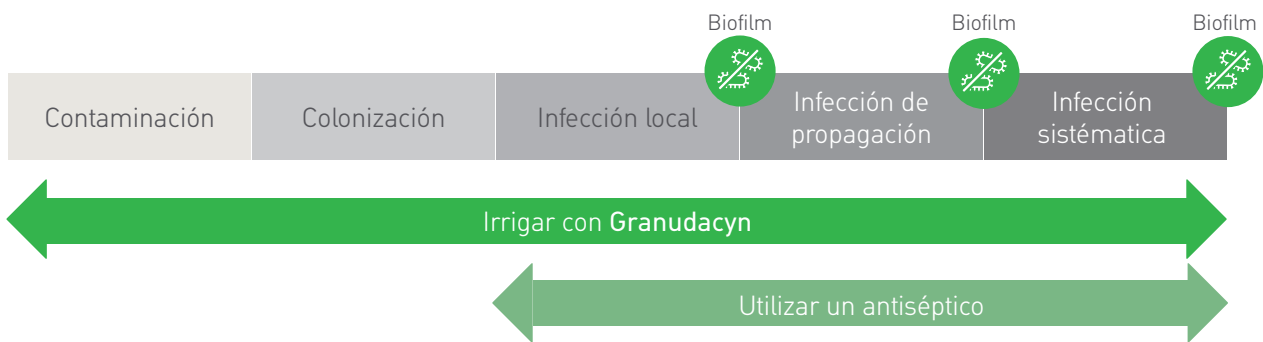 Biofilm
Biofilm
Biofilm
Contaminación
Colonización
Infección local
Infección de
propagación
Infección
sistématica
Irrigar con Granudacyn
Utilizar un antiséptico